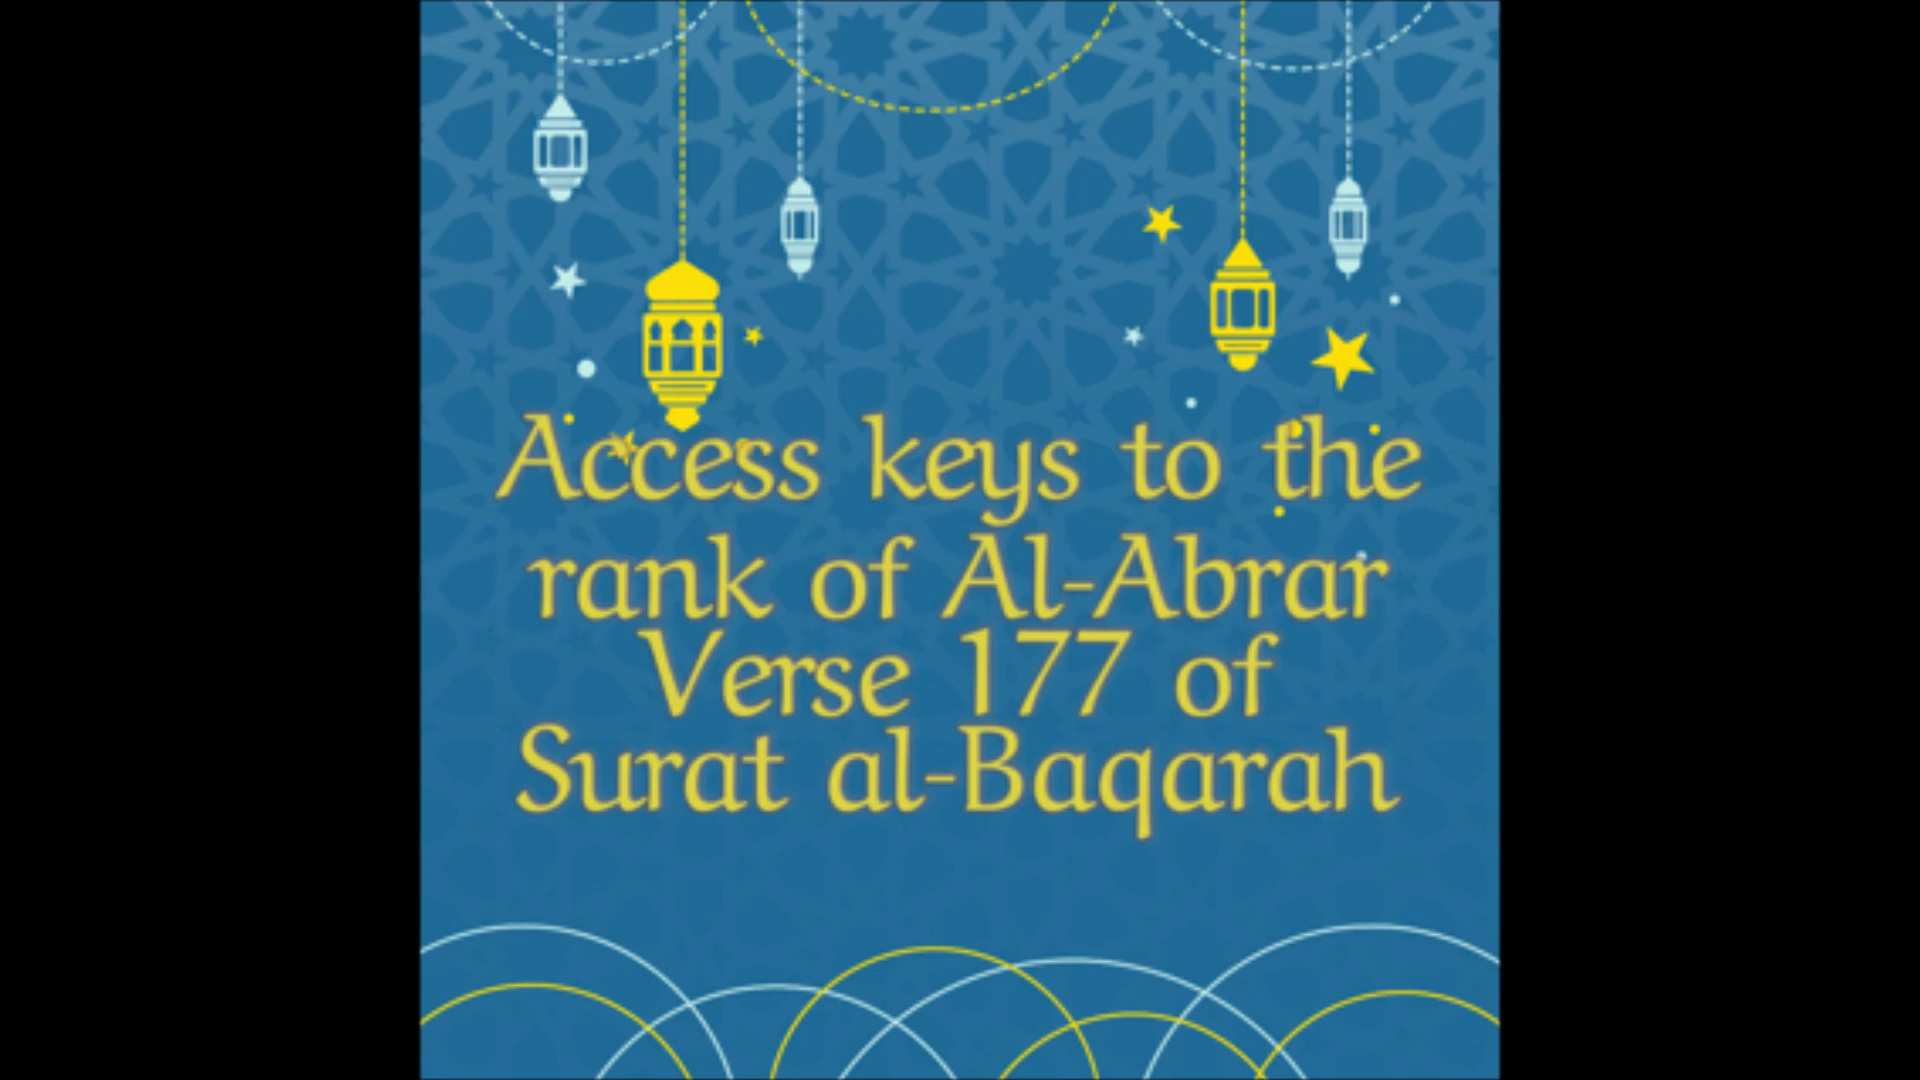 Access keys to the
rank of Al-Abrar
Verse 177 of
Surat al-Baqarah